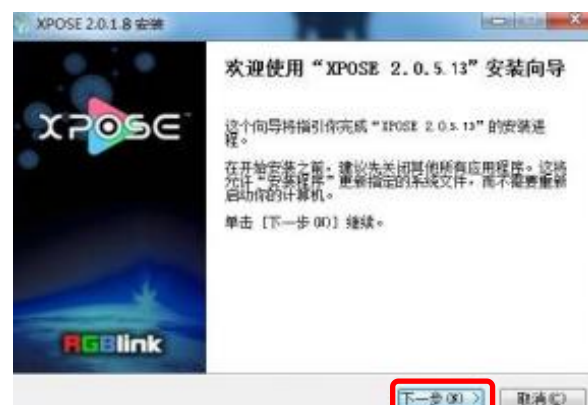 XPOSE 2.0.1.8 安装
XPOSE
欢迎使用“XPOSE 2.0.5.13”安装向导
这个向导将指引你完成“XPOSE 2.0.5.13”的安装进
程。
在开始安装之前，建议先关闭其他所有应用程序。这将
允许“安装程序”更新指定的系统文件，而不需要重新
启动你的计算机。
单击 [下一步(N)] 继续。
RGBlink
下一步(N) >
取消(C)